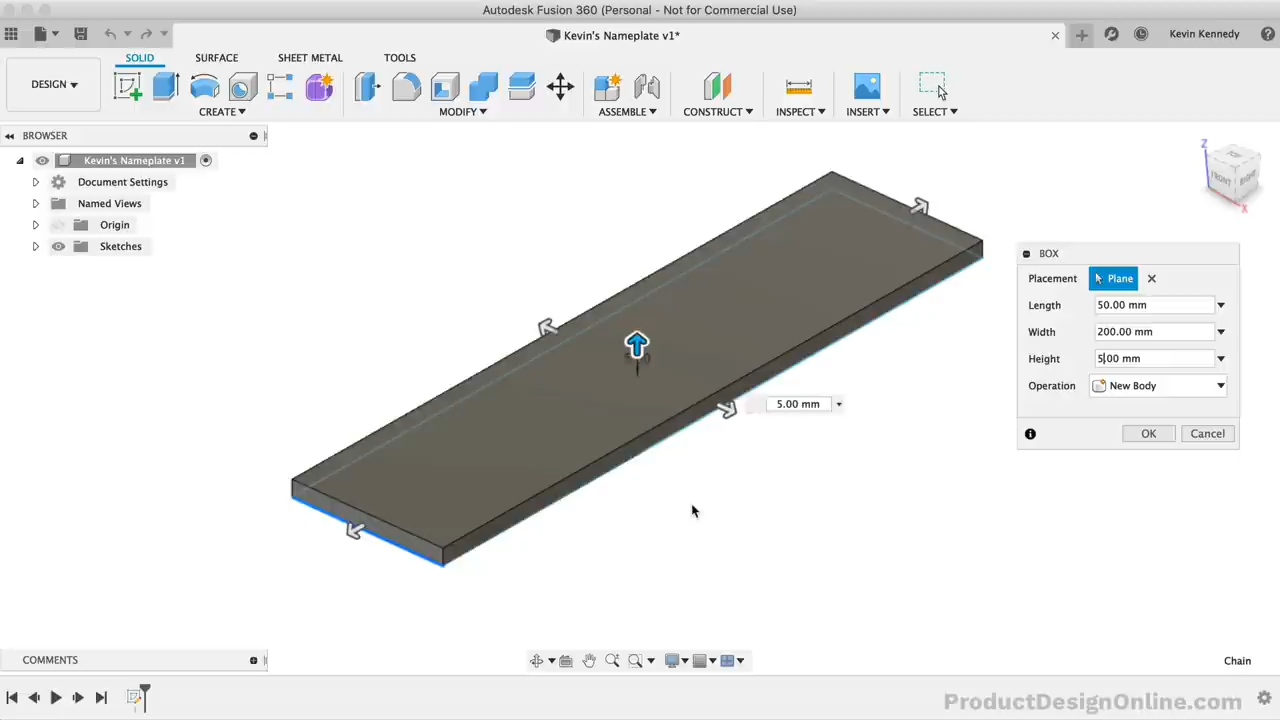 Autodesk Fusion 360 (Personal - Not for Commercial Use)
Kevin's Nameplate v1*
Kevin Kennedy
SOLID SURFACE SHEET METAL TOOLS
DESIGN
CREATE MODIFY ASSEMBLE CONSTRUCT INSPECT INSERT SELECT
BROWSER
Kevin's Nameplate v1
Document Settings
Named Views
Origin
Sketches
Z
TOP
FRONT
RIGHT
X
BOX
Placement Plane
Length 50.00 mm
Width 200.00 mm
Height 5.00 mm
Operation New Body
OK Cancel
5.00 mm
COMMENTS
Chain
ProductDesignOnline.com